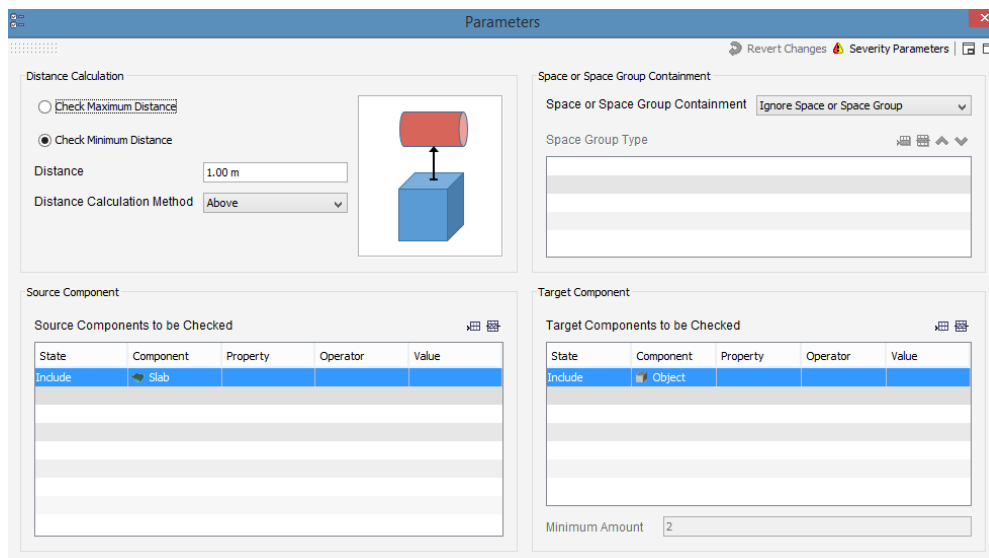 Parameters
Revert Changes Severity Parameters
Distance Calculation
Check Maximum Distance
Check Minimum Distance
Distance 1.00 m
Distance Calculation Method Above
Space or Space Group Containment
Space or Space Group Containment Ignore Space or Space Group
Space Group Type
Source Component
Source Components to be Checked
State Component Property Operator Value
Include Slab
Target Component
Target Components to be Checked
State Component Property Operator Value
Include Object
Minimum Amount 2